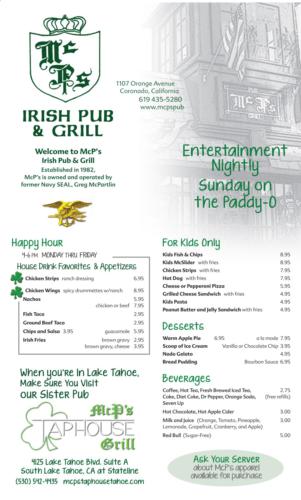 McP's
IRISH PUB
& GRILL
1107 Orange Avenue
Coronado, California
619 435-5280
www.mcpspub
Welcome to McP's
Irish Pub & Grill
Established in 1982,
McP's is owned and operated by
former Navy SEAL, Greg McPartlin
Entertainment
Nightly
Sunday on
the Paddy-O
Happy Hour
4-6 PM MONDAY THRU FRIDAY
House Drink Favorites & Appetizers
Chicken Strips ranch dressing 6.95
Chicken Wings spicy drummettes w/ranch 8.95
Nachos 5.95
chicken or beef 7.95
Fish Taco 2.95
Ground Beef Taco 2.95
Chips and Salsa 3.95 guacamole 5.95
Irish Fries brown gravy 2.95
brown gravy, cheese 3.95
When you're in Lake Tahoe,
Make Sure You Visit
our Sister Pub
McP's
TAPHOUSE
Grill
4125 Lake Tahoe Blvd. Suite A
South Lake Tahoe, CA at Stateline
(530) 542-4435 mcpstaphousetahoe.com
For Kids Only
Kids Fish & Chips 8.95
Kids McSlider with fries 8.95
Chicken Strips with fries 7.95
Hot Dog with fries 7.95
Cheese or Pepperoni Pizza 5.95
Grilled Cheese Sandwich with fries 4.95
Kids Pasta 4.95
Peanut Butter and Jelly Sandwich with fries 4.95
Desserts
Warm Apple Pie 6.95 a la mode 7.95
Scoop of Ice Cream Vanilla or Chocolate Chip 3.95
Nado Gelato 4.95
Bread Pudding Bourbon Sauce 6.95
Beverages
Coffee, Hot Tea, Fresh Brewed Iced Tea, 2.75
Coke, Diet Coke, Dr Pepper, Orange Soda, (free refills)
Seven Up
Hot Chocolate, Hot Apple Cider 3.00
Milk and Juice (Orange, Tomato, Pineapple, 3.00
Lemonade, Grapefruit, Cranberry, and Apple)
Red Bull (Sugar-Free) 5.00
Ask Your Server
about McP's apparel
available for purchase